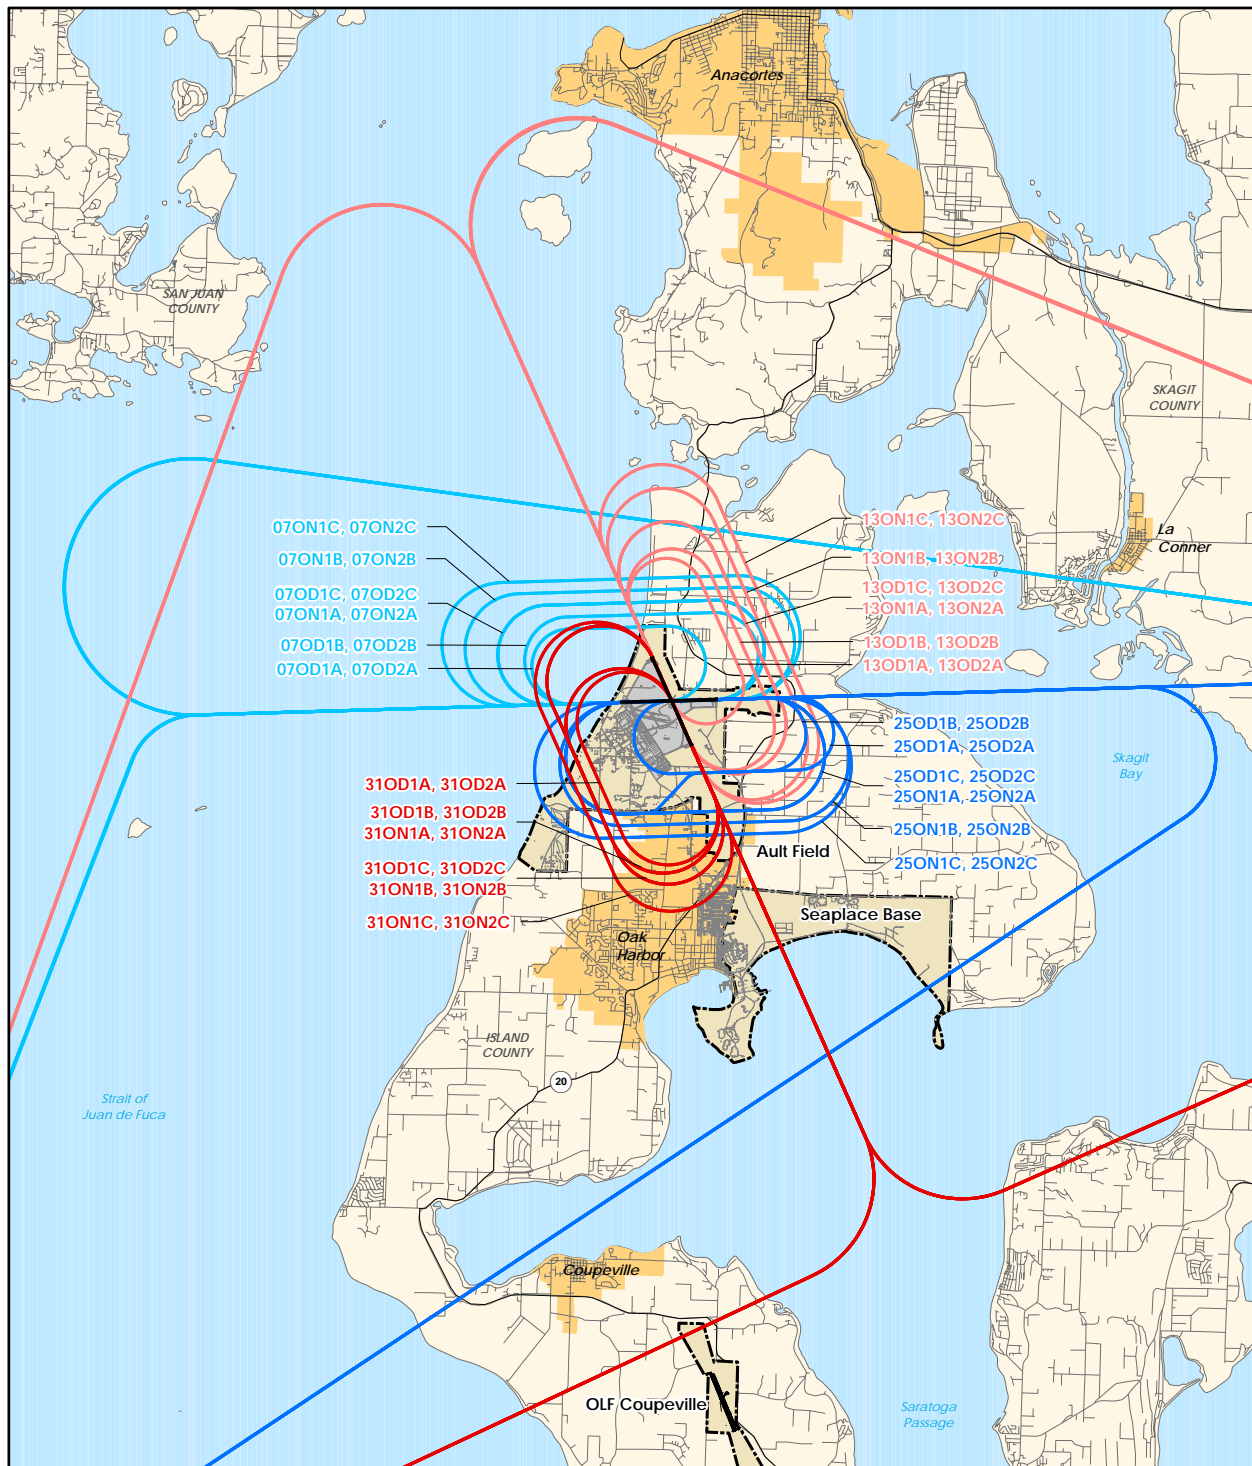 Anacortes
SAN JUAN
COUNTY
SKAGIT
COUNTY
La
Conner
07ON1C, 07ON2C
07ON1B, 07ON2B
07OD1C, 07OD2C
07ON1A, 07ON2A
07OD1B, 07OD2B
07OD1A, 07OD2A
13ON1C, 13ON2C
13ON1B, 13ON2B
13OD1C, 13OD2C
13ON1A, 13ON2A
13OD1B, 13OD2B
13OD1A, 13OD2A
25OD1B, 25OD2B
25OD1A, 25OD2A
25OD1C, 25OD2C
25ON1A, 25ON2A
25ON1B, 25ON2B
25ON1C, 25ON2C
Skagit
Bay
31OD1A, 31OD2A
31OD1B, 31OD2B
31ON1A, 31ON2A
31OD1C, 31OD2C
31ON1B, 31ON2B
31ON1C, 31ON2C
Ault Field
Seaplace Base
Oak
Harbor
ISLAND
COUNTY
20
Strait of
Juan de Fuca
Coupeville
OLF Coupeville
Saratoga
Passage